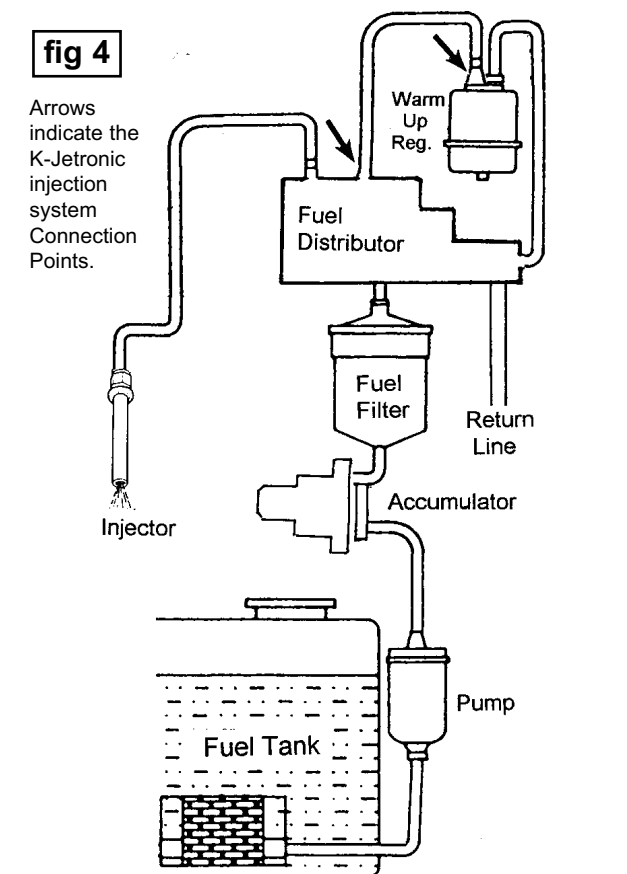 fig 4
Arrows
indicate the
K-Jetronic
injection
system
Connection
Points.
Warm
Up
Reg.
Fuel
Distributor
Fuel
Filter
Return
Line
Accumulator
Injector
Pump
Fuel Tank